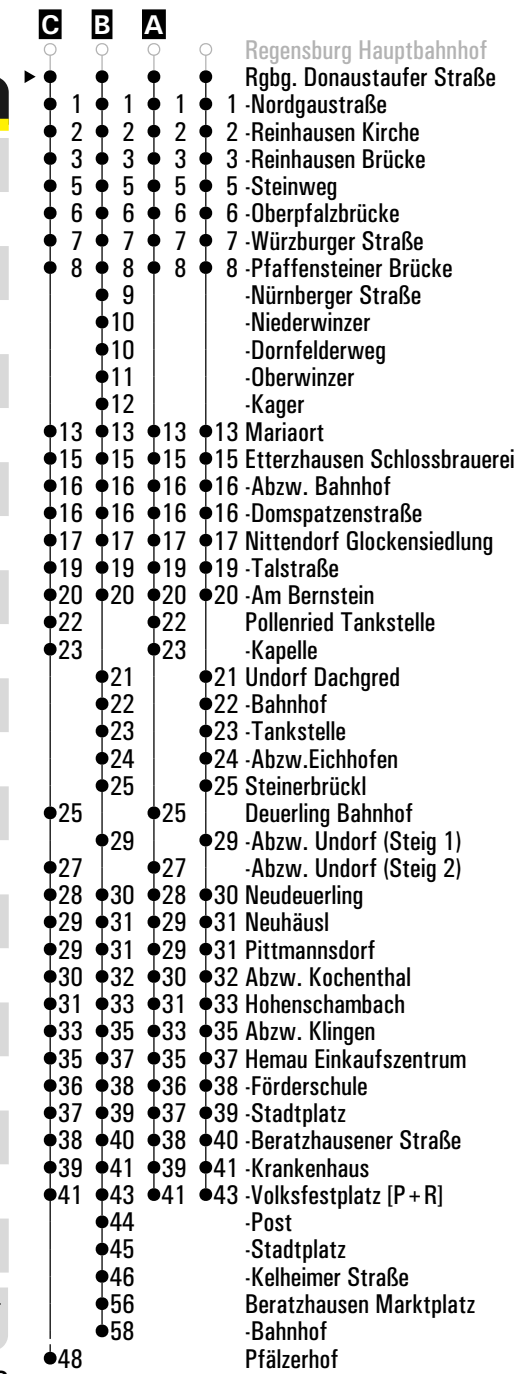 C B A
Regensburg Hauptbahnhof
Rgbg. Donaustaufer Straße
1 1 1 1 -Nordgaustraße
2 2 2 2 -Reinhausen Kirche
3 3 3 3 -Reinhausen Brücke
5 5 5 5 -Steinweg
6 6 6 6 -Oberpfalzbrücke
7 7 7 7 -Würzburger Straße
8 8 8 8 -Pfaffensteiner Brücke
9 -Nürnberger Straße
10 -Niederwinzer
10 -Dornfelderweg
11 -Oberwinzer
12 -Kager
13 13 13 13 Mariaort
15 15 15 15 Etterzhausen Schlossbrauerei
16 16 16 16 -Abzw. Bahnhof
16 16 16 16 -Domspatzenstraße
17 17 17 17 Nittendorf Glockensiedlung
19 19 19 19 -Talstraße
20 20 20 20 -Am Bernstein
22 22 Pollenried Tankstelle
23 23 -Kapelle
21 21 Undorf Dachgred
22 22 -Bahnhof
23 23 -Tankstelle
24 24 -Abzw.Eichhofen
25 25 Steinerbrückl
25 25 Deuerling Bahnhof
29 29 -Abzw. Undorf (Steig 1)
27 27 -Abzw. Undorf (Steig 2)
28 30 28 30 Neudeuerling
29 31 29 31 Neuhäusl
29 31 29 31 Pittmannsdorf
30 32 30 32 Abzw. Kochenthal
31 33 31 33 Hohenschambach
33 35 33 35 Abzw. Klingen
35 37 35 37 Hemau Einkaufszentrum
36 38 36 38 -Förderschule
37 39 37 39 -Stadtplatz
38 40 38 40 -Beratzhausener Straße
39 41 39 41 -Krankenhaus
41 43 41 43 -Volksfestplatz [P+R]
44 -Post
45 -Stadtplatz
46 -Kelheimer Straße
56 Beratzhausen Marktplatz
58 -Bahnhof
48 Pfälzerhof